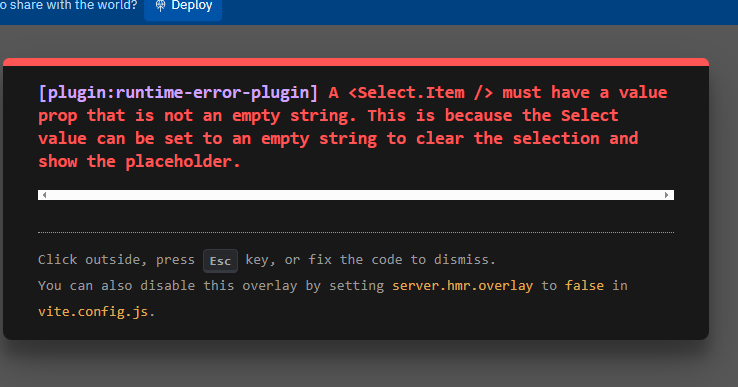 o share with the world? Deploy
[plugin:runtime-error-plugin] A <Select.Item /> must have a value
prop that is not an empty string. This is because the Select
value can be set to an empty string to clear the selection and
show the placeholder.
Click outside, press Esc key, or fix the code to dismiss.
You can also disable this overlay by setting server.hmr.overlay to false in
vite.config.js.